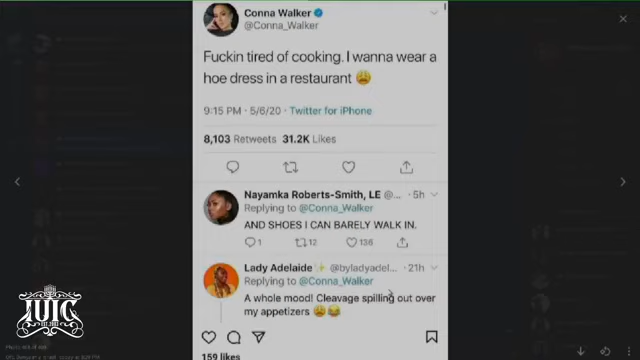 Conna Walker
@Conna_Walker
Fuckin tired of cooking. I wanna wear a
hoe dress in a restaurant 😩
9:15 PM · 5/6/20 · Twitter for iPhone
8,103 Retweets 31.2K Likes
Nayamka Roberts-Smith, LE @... · 5h
Replying to @Conna_Walker
AND SHOES I CAN BARELY WALK IN.
1 12 136
Lady Adelaide ✨ @byladyadel... · 21h
Replying to @Conna_Walker
A whole mood! Cleavage spilling out over
my appetizers 😩😂
IUIC
159 likes